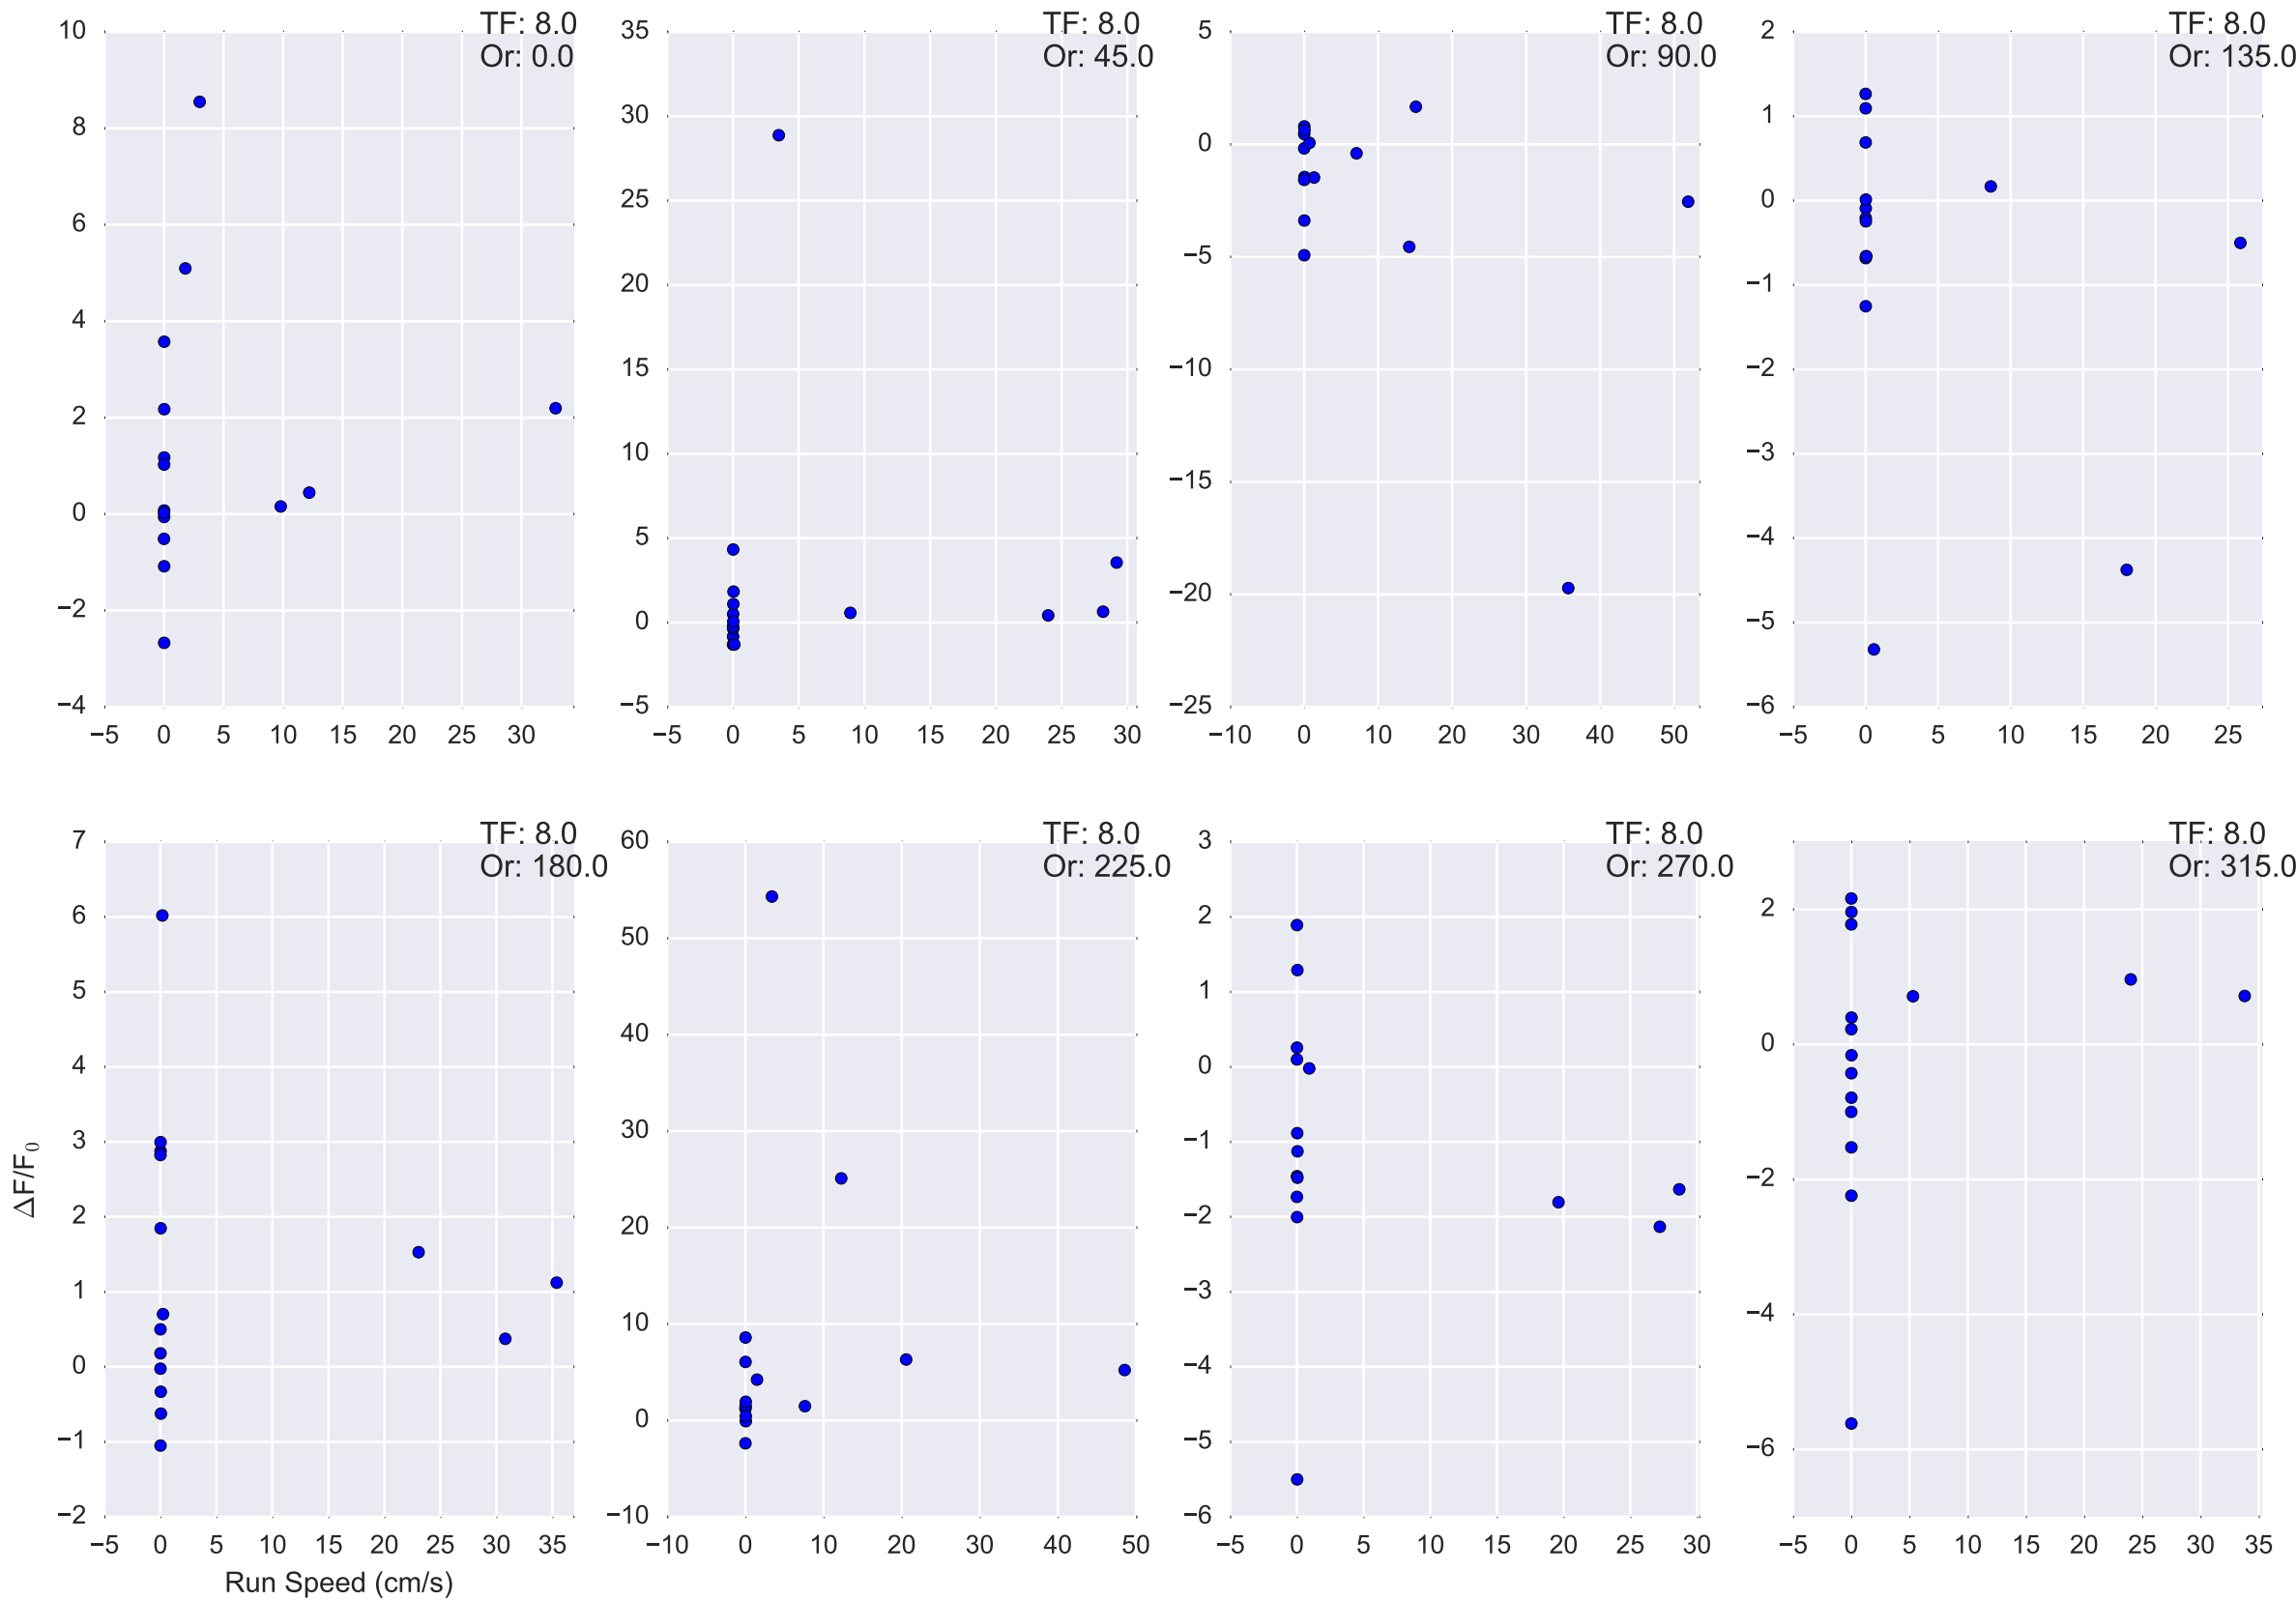 TF: 8.0
Or: 0.0
10
8
6
4
2
0
−2
−4
−5 0 5 10 15 20 25 30
TF: 8.0
Or: 45.0
35
30
25
20
15
10
5
0
−5
−5 0 5 10 15 20 25 30
TF: 8.0
Or: 90.0
5
0
−5
−10
−15
−20
−25
−10 0 10 20 30 40 50
TF: 8.0
Or: 135.0
2
1
0
−1
−2
−3
−4
−5
−6
−5 0 5 10 15 20 25
TF: 8.0
Or: 180.0
7
6
5
4
3
2
1
0
−1
−2
ΔF/F₀
−5 0 5 10 15 20 25 30 35
Run Speed (cm/s)
TF: 8.0
Or: 225.0
60
50
40
30
20
10
0
−10
−10 0 10 20 30 40 50
TF: 8.0
Or: 270.0
3
2
1
0
−1
−2
−3
−4
−5
−6
−5 0 5 10 15 20 25 30
TF: 8.0
Or: 315.0
2
0
−2
−4
−6
−5 0 5 10 15 20 25 30 35